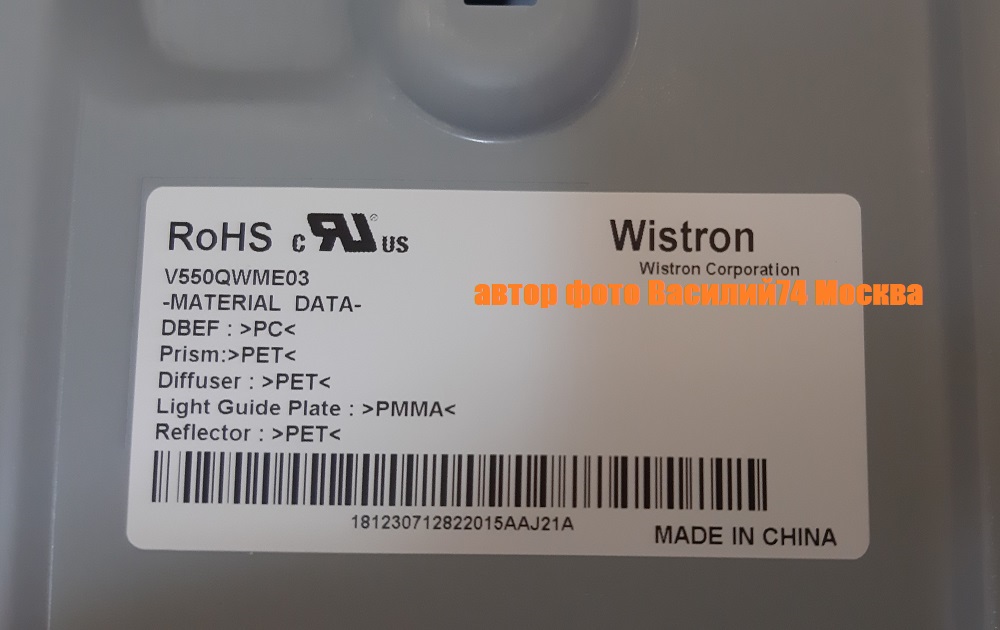 RoHS c RU ® US
Wistron
Wistron Corporation
V550QWME03
автор фото Василий74 Москва
-MATERIAL DATA-
DBEF : >PC<
Prism:>PET<
Diffuser : >PET<
Light Guide Plate : >PMMA<
Reflector : >PET<
181230712822015AAJ21A
MADE IN CHINA